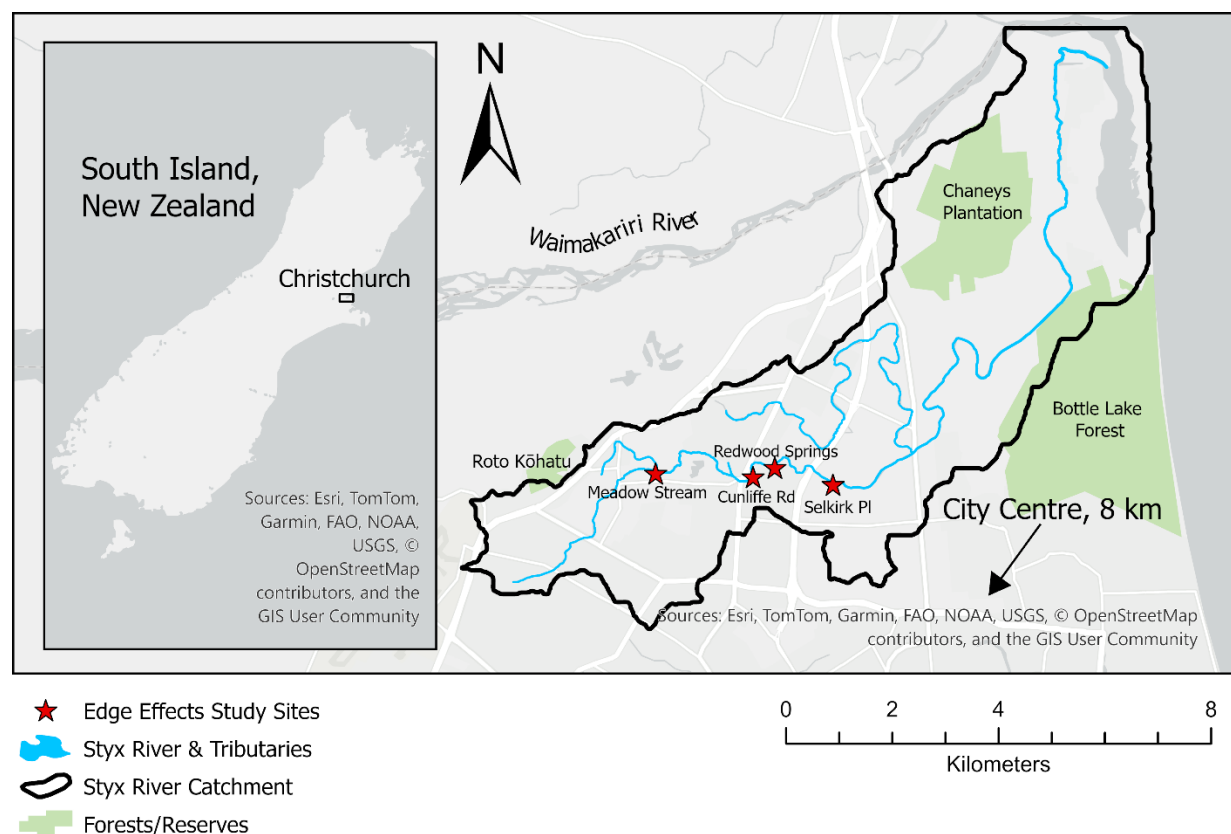 South Island,
New Zealand
Christchurch
Sources: Esri, TomTom,
Garmin, FAO, NOAA,
USGS, ©
OpenStreetMap
contributors, and the
GIS User Community
N
Waimakariri River
Chaneys
Plantation
Bottle Lake
Forest
Roto Kōhatu
Redwood Springs
Meadow Stream
Cunliffe Rd
Selkirk Pl
City Centre, 8 km
Sources: Esri, TomTom, Garmin, FAO, NOAA, USGS, © OpenStreetMap
contributors, and the GIS User Community
Edge Effects Study Sites
Styx River & Tributaries
Styx River Catchment
Forests/Reserves
0 2 4 6 8
Kilometers